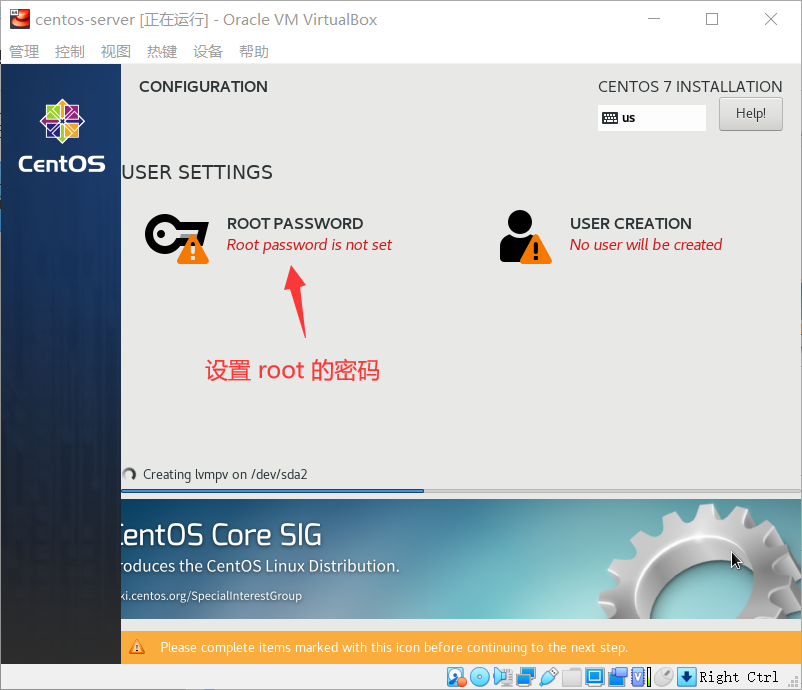 centos-server [正在运行] - Oracle VM VirtualBox
管理 控制 视图 热键 设备 帮助
CONFIGURATION
CENTOS 7 INSTALLATION
us
Help!
CentOS
USER SETTINGS
ROOT PASSWORD
Root password is not set
USER CREATION
No user will be created
设置 root 的密码
Creating lvmpv on /dev/sda2
entOS Core SIG
roduces the CentOS Linux Distribution.
ki.centos.org/SpecialInterestGroup
Please complete items marked with this icon before continuing to the next step.
Right Ctrl